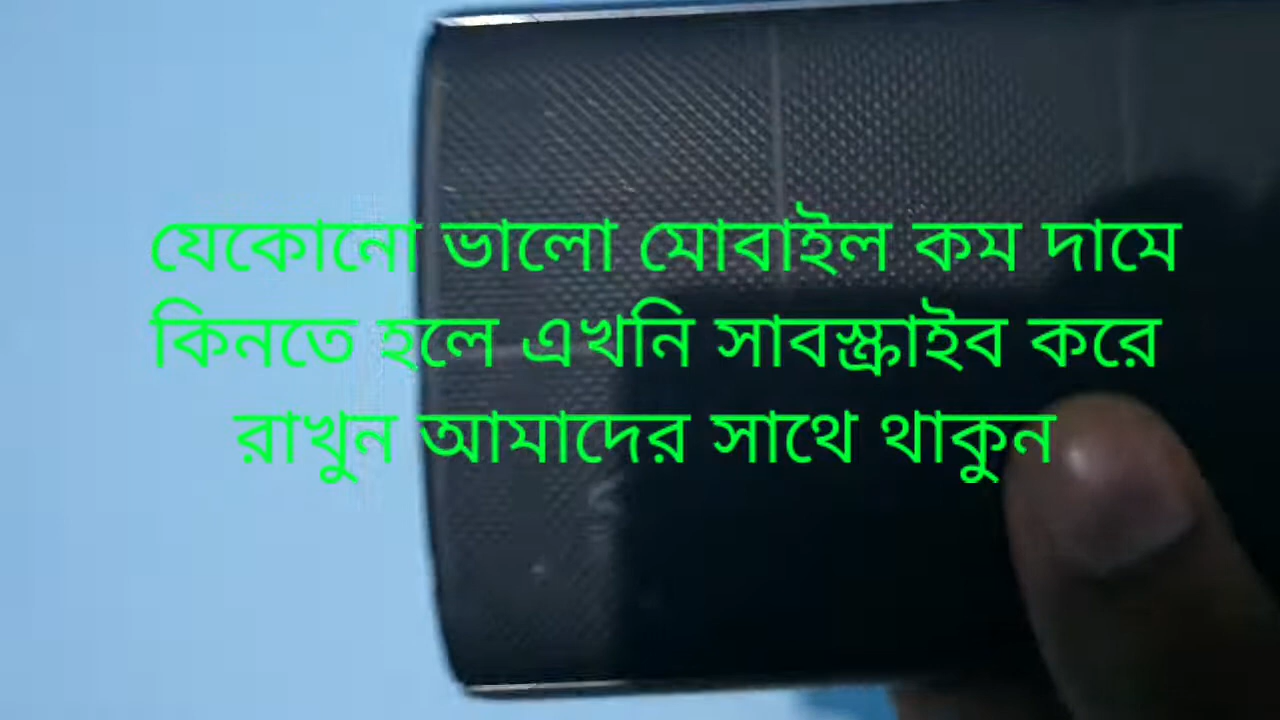 যেকোনো ভালো মোবাইল কম দামে
কিনতে হলে এখনি সাবস্ক্রাইব করে
রাখুন আমাদের সাথে থাকুন